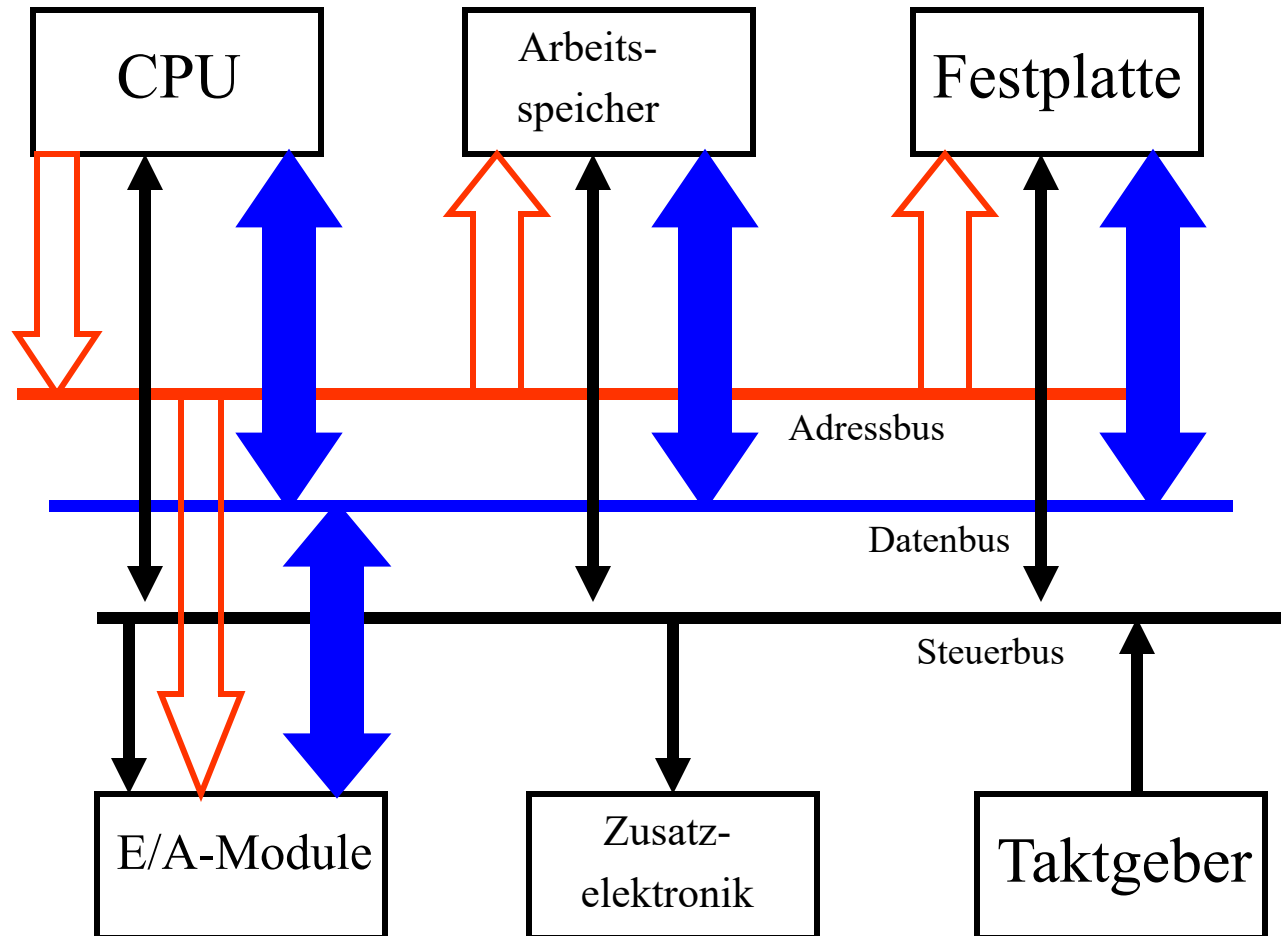 CPU
Arbeits-
speicher
Festplatte
Adressbus
Datenbus
Steuerbus
E/A-Module
Zusatz-
elektronik
Taktgeber